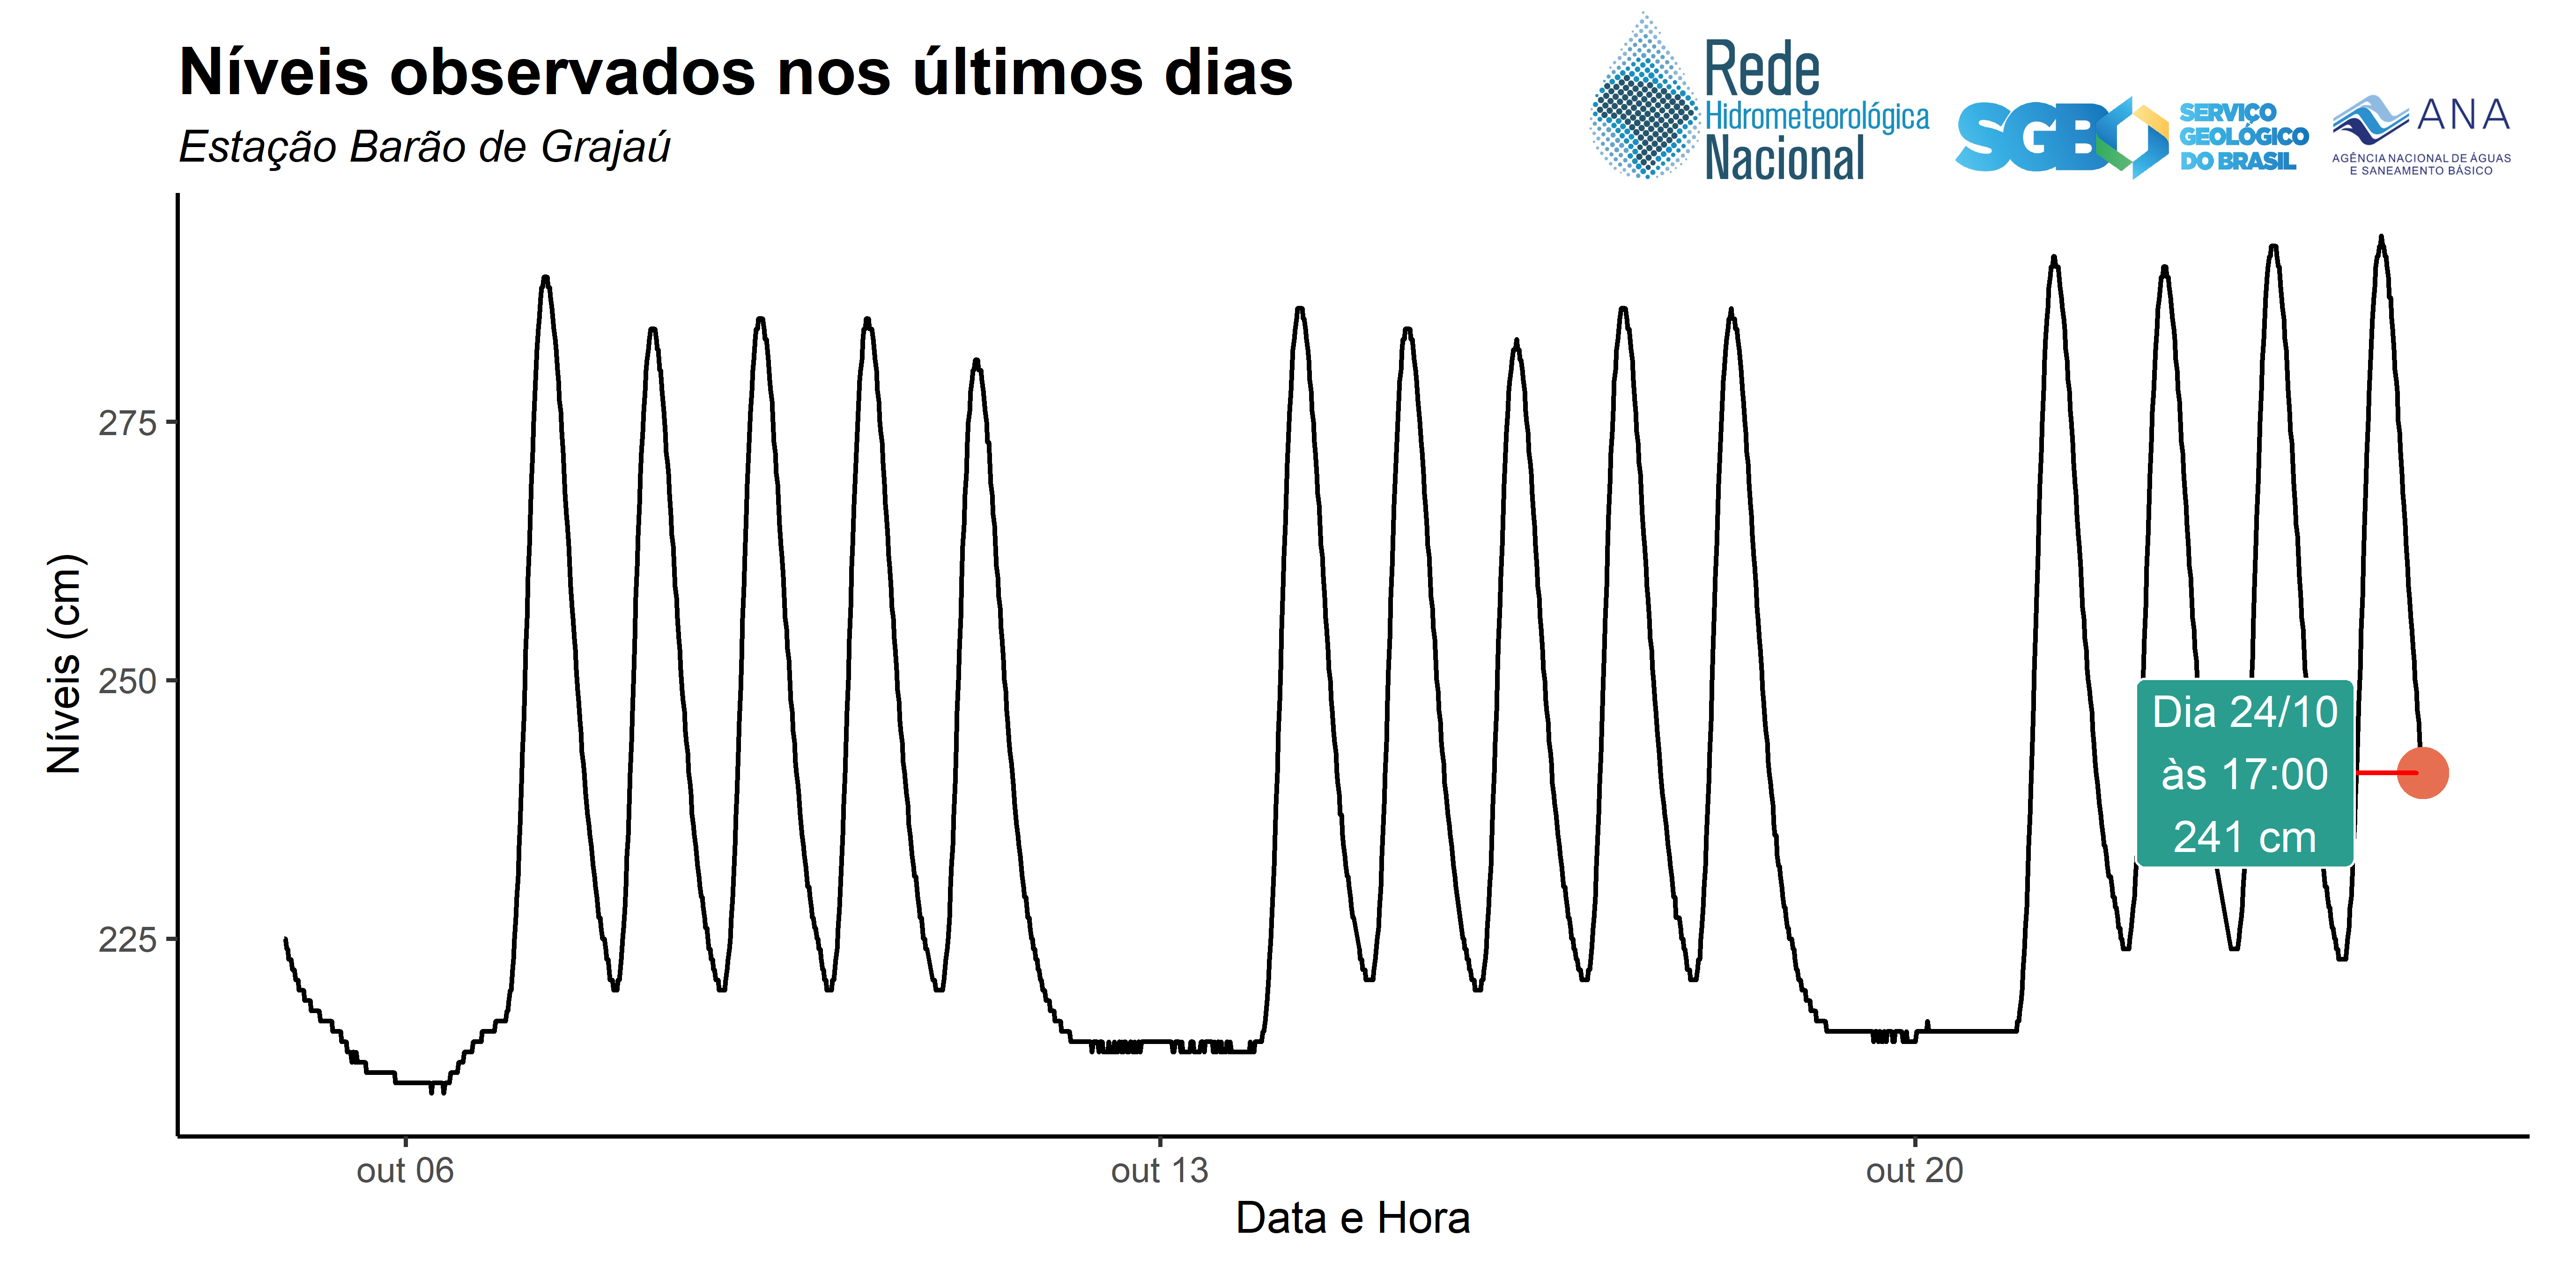 Níveis observados nos últimos dias
Estação Barão de Grajaú
Rede
Hidrometeorológica
Nacional
SGB
SERVIÇO
GEOLÓGICO
DO BRASIL
ANA
AGÊNCIA NACIONAL DE ÁGUAS
E SANEAMENTO BÁSICO
Níveis (cm)
275
250
225
Dia 24/10
às 17:00
241 cm
out 06
out 13
out 20
Data e Hora